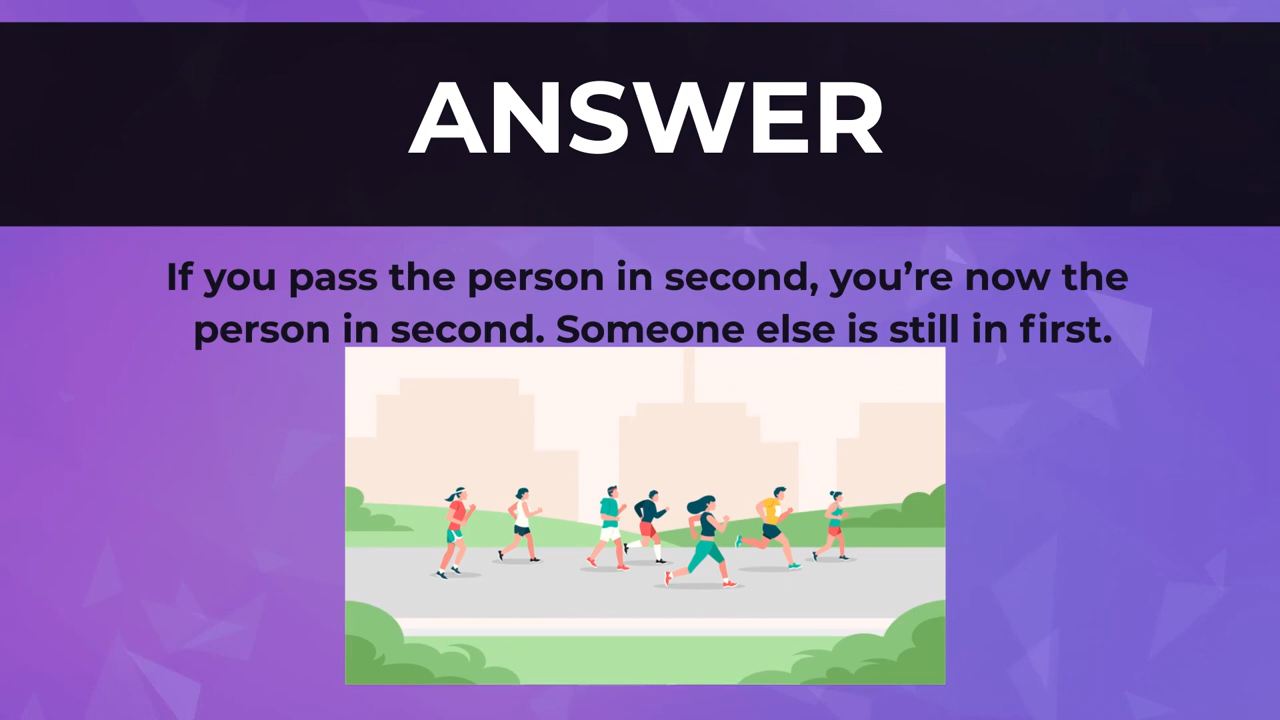 ANSWER
If you pass the person in second, you’re now the
person in second. Someone else is still in first.